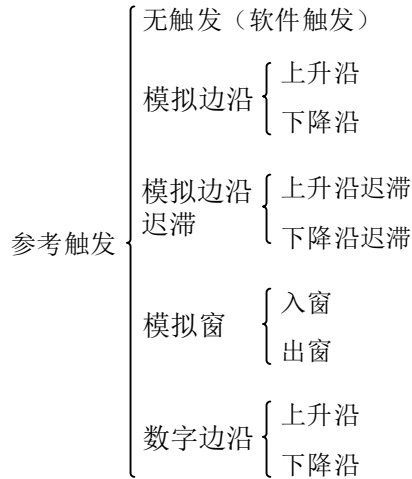 无触发（软件触发）
上升沿
模拟边沿
下降沿
模拟边沿
迟滞
上升沿迟滞
下降沿迟滞
参考触发
入窗
模拟窗
出窗
上升沿
数字边沿
下降沿